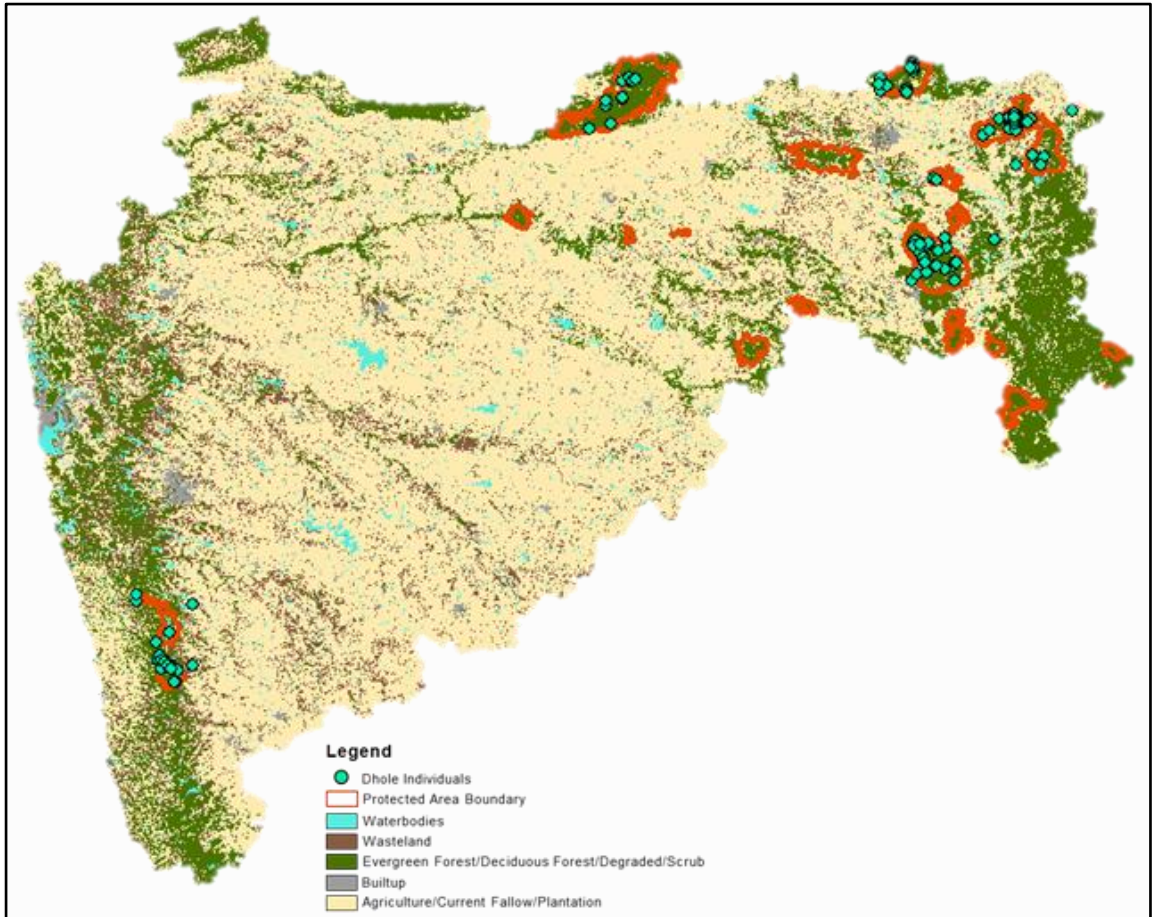 Legend
Dhole Individuals
Protected Area Boundary
Waterbodies
Wasteland
Evergreen Forest/Deciduous Forest/Degraded/Scrub
Builtup
Agriculture/Current Fallow/Plantation